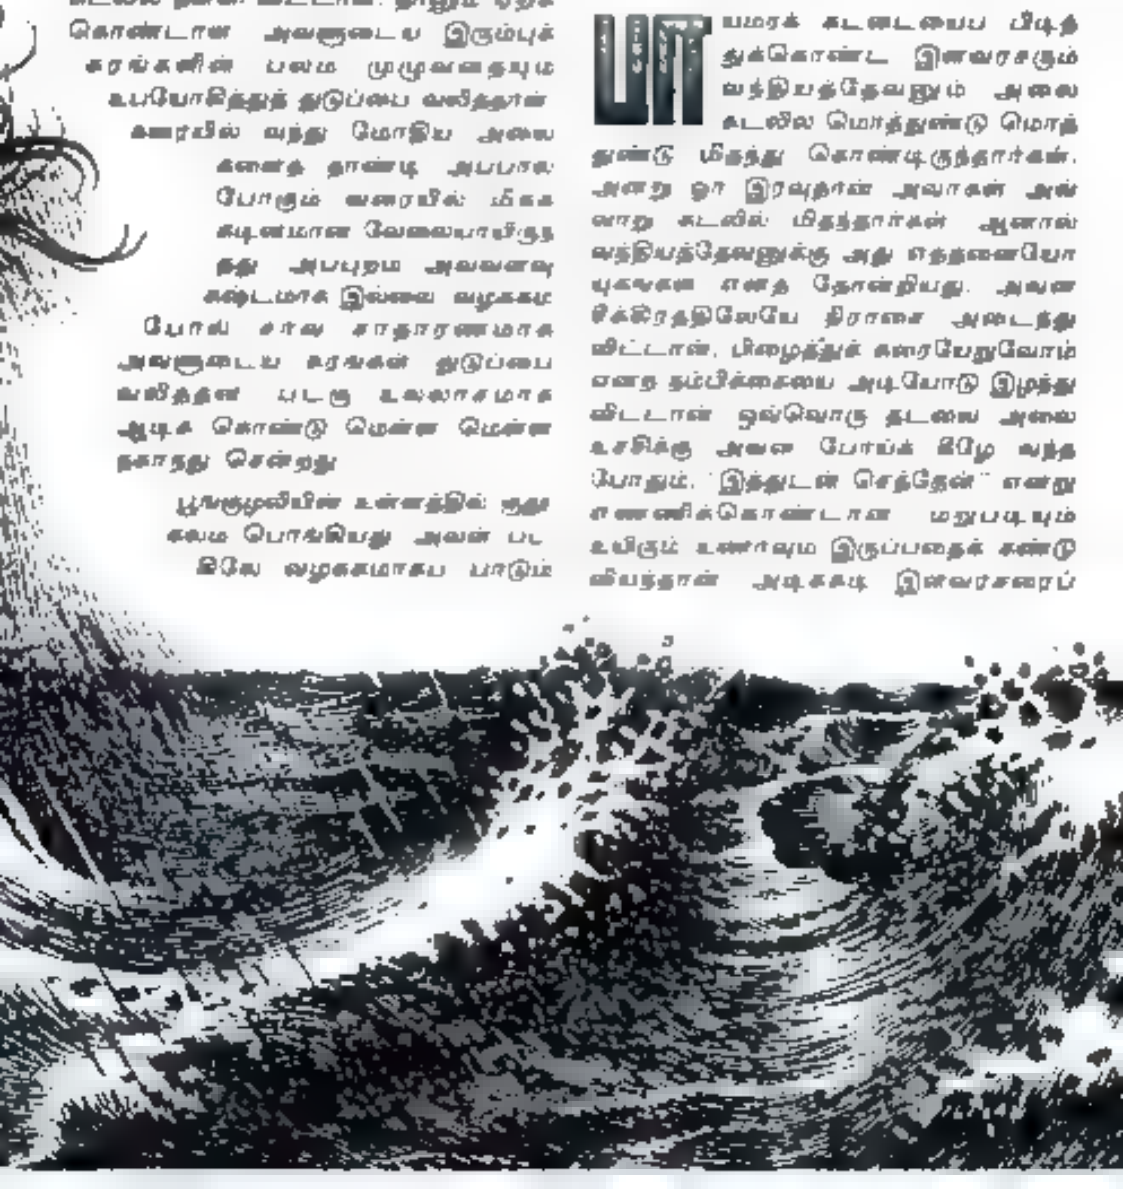 கொண்டான். அவளுடைய இரும்புக்
கரங்களின் பலம் முழுவதையும்
உபயோகித்துத் துடுப்பை வலித்தாள்.
கரையில் வந்து மோதிய அலை
களைத் தாண்டி அப்பால்
போகும் வரையில் மிகக்
கடினமான வேலையாயிருந்
தது. அப்புறம் அவ்வளவு
கஷ்டமாக இல்லை. வழக்கம்
போல் சர்வ சாதாரணமாக
அவளுடைய கரங்கள் துடுப்பை
வலித்தன. படகு உல்லாசமாக
ஆடிக் கொண்டு மெள்ள மெள்ள
நகர்ந்து சென்றது.
பூங்குழலியின் உள்ளத்தில் குதூ
கலம் பொங்கியது. அவள் பட
கிலே வழக்கமாகப் பாடும்
பாய்மரக் கட்டையைப் பிடித்
துக்கொண்ட இளவரசரும்
வந்தியத்தேவனும் அலை
கடலில் மொத்துண்டு மொத்
துண்டு மிதந்து கொண்டிருந்தார்கள்.
அன்று ஓர் இரவுதான் அவர்கள் அவ்
வாறு கடலில் மிதந்தார்கள். ஆனால்
வந்தியத்தேவனுக்கு அது எத்தனையோ
யுகங்கள் எனத் தோன்றியது. அவன்
சீக்கிரத்திலேயே நிராசை அடைந்து
விட்டான். பிழைத்துக் கரையேறுவோம்
என்ற நம்பிக்கையை அடியோடு இழந்து
விட்டான். ஒவ்வொரு தடவை அலை
உச்சிக்கு அவன் போய்க் கீழே வந்த
போதும், "இத்துடன் செத்தேன்" என்று
எண்ணிக்கொண்டான். மறுபடியும்
உயிரும் உணர்வும் இருப்பதைக் கண்டு
வியந்தான். அடிக்கடி இளவரசரைப்